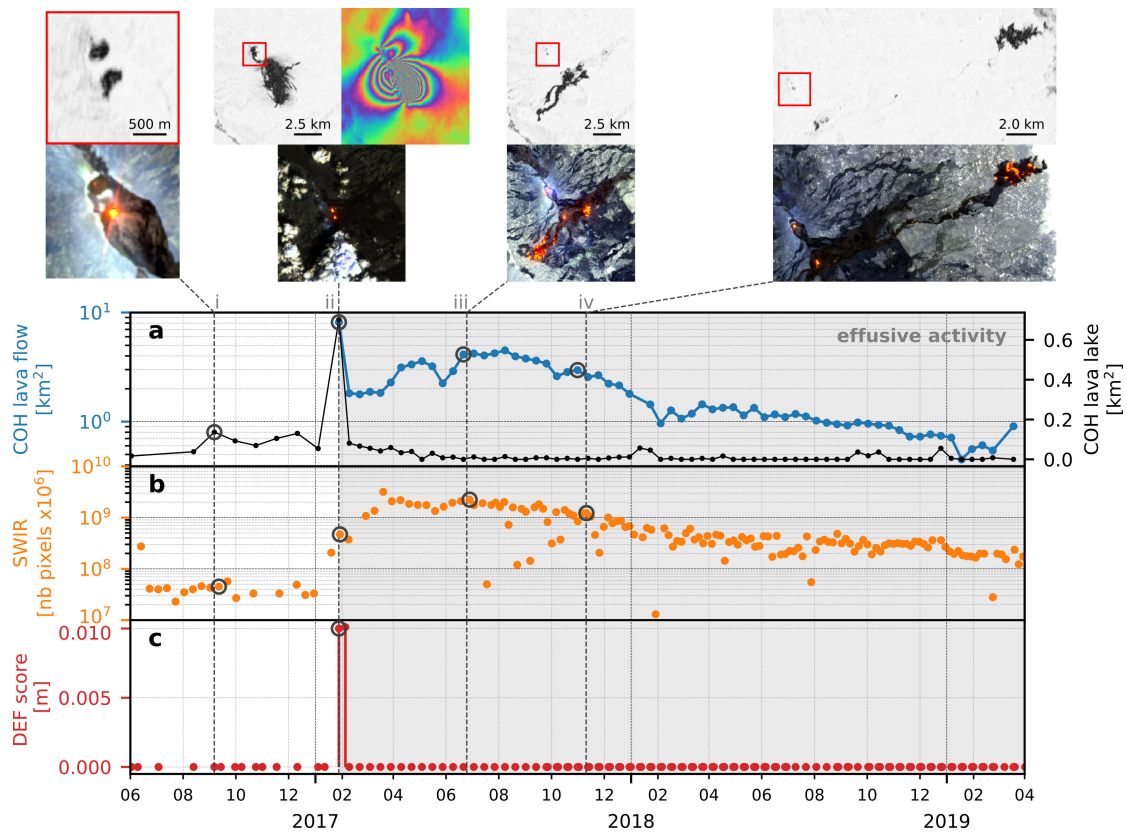 500 m
2.5 km
2.5 km
2.0 km
i
ii
iii
iv
a
effusive activity
COH lava flow
[km²]
10¹
10⁰
COH lava lake
[km²]
0.6
0.4
0.2
0.0
b
SWIR
[nb pixels x10⁶]
10¹⁰
10⁹
10⁸
10⁷
c
DEF score
[m]
0.010
0.005
0.000
06 08 10 12 02 04 06 08 10 12 02 04 06 08 10 12 02 04
2017 2018 2019